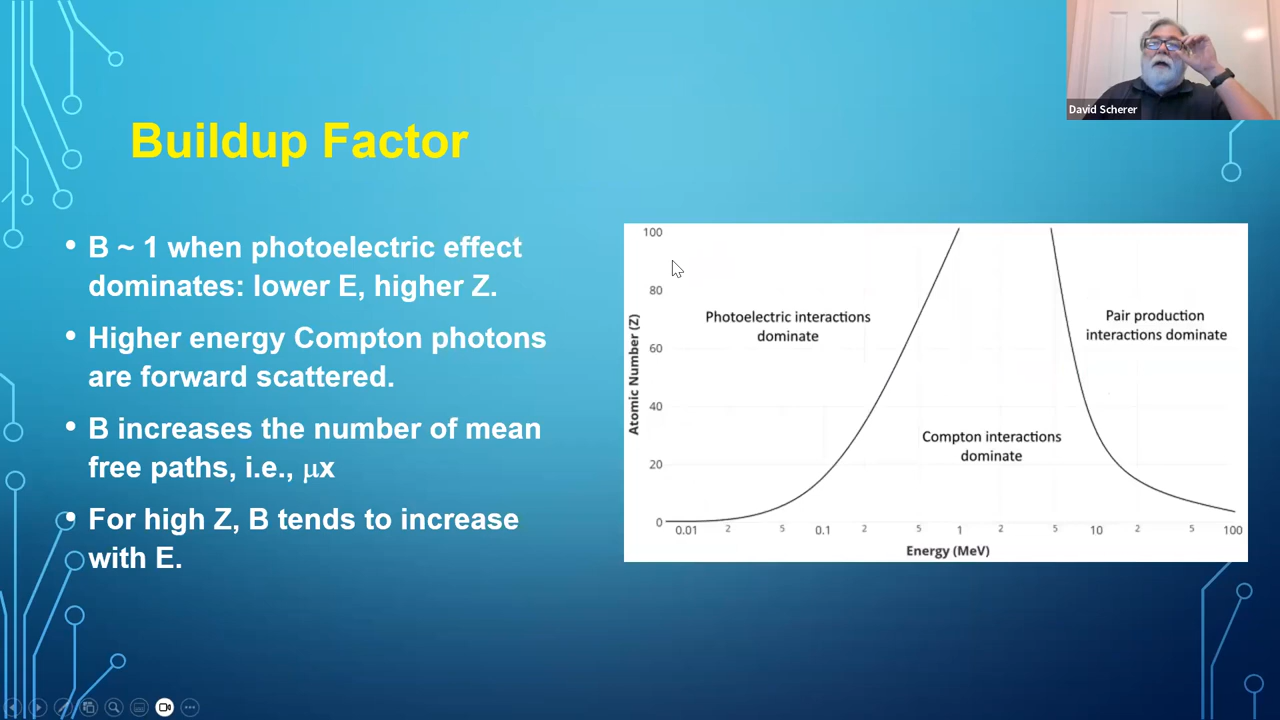 David Scherer
Buildup Factor
• B ~ 1 when photoelectric effect
dominates: lower E, higher Z.
• Higher energy Compton photons
are forward scattered.
• B increases the number of mean
free paths, i.e., μx
• For high Z, B tends to increase
with E.
100
80
60
40
20
0
Atomic Number (Z)
Photoelectric interactions
dominate
Pair production
interactions dominate
Compton interactions
dominate
0.01 2 5 0.1 2 5 1 2 5 10 2 5 100
Energy (MeV)